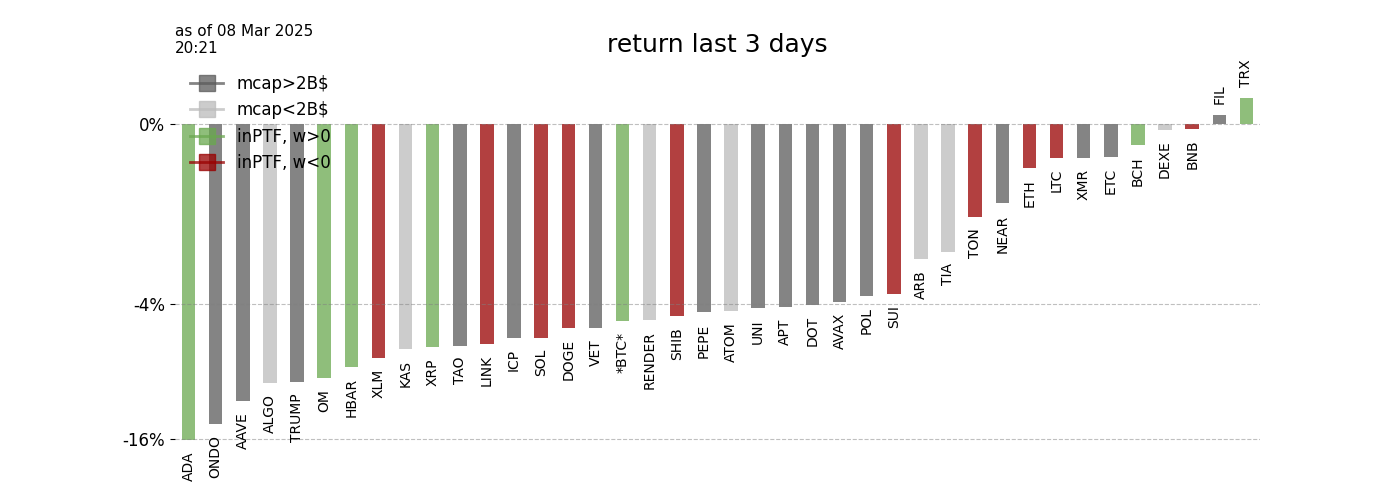 as of 08 Mar 2025
20:21
return last 3 days
mcap>2B$
mcap<2B$
inPTF, w>0
inPTF, w<0
0%
-4%
-16%
ADA
ONDO
AAVE
ALGO
TRUMP
OM
HBAR
XLM
KAS
XRP
TAO
LINK
ICP
SOL
DOGE
VET
*BTC*
RENDER
SHIB
PEPE
ATOM
UNI
APT
DOT
AVAX
POL
SUI
ARB
TIA
TON
NEAR
ETH
LTC
XMR
ETC
BCH
DEXE
BNB
FIL
TRX